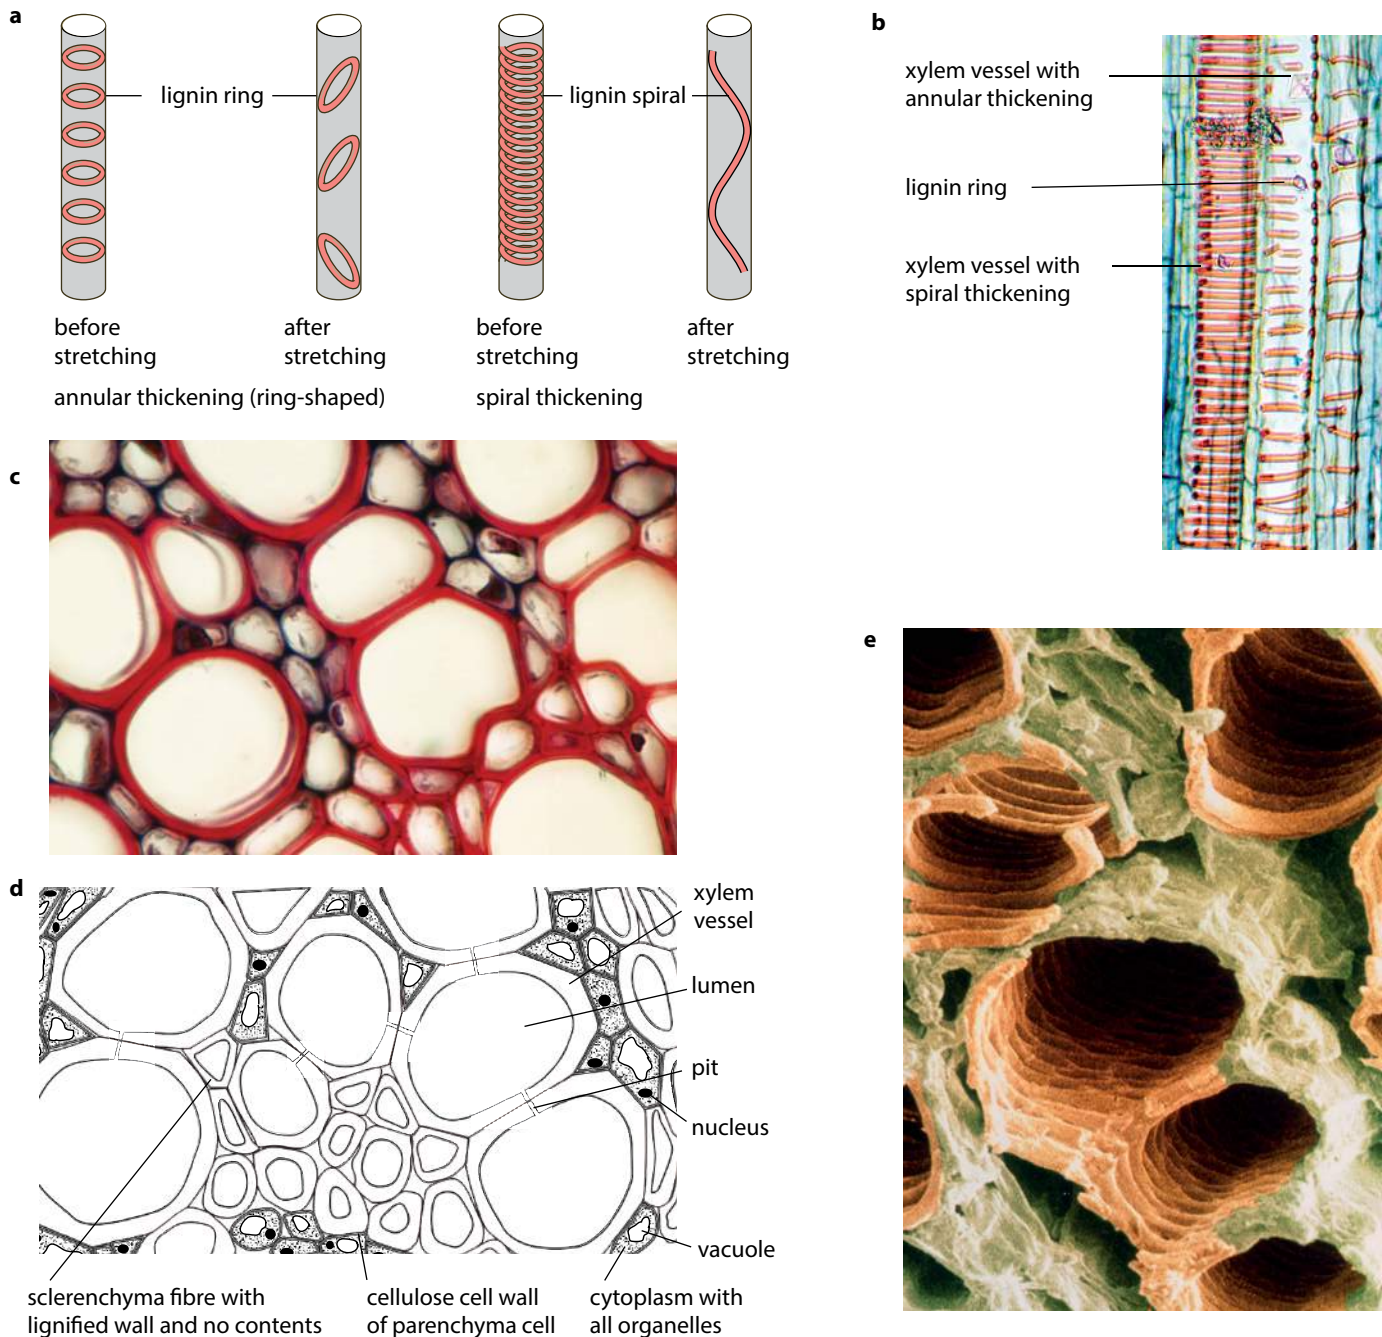 a
lignin ring
lignin spiral
before
stretching
after
stretching
before
stretching
after
stretching
annular thickening (ring-shaped)
spiral thickening
b
xylem vessel with
annular thickening
lignin ring
xylem vessel with
spiral thickening
c
d
xylem
vessel
lumen
pit
nucleus
vacuole
sclerenchyma fibre with
lignified wall and no contents
cellulose cell wall
of parenchyma cell
cytoplasm with
all organelles
e